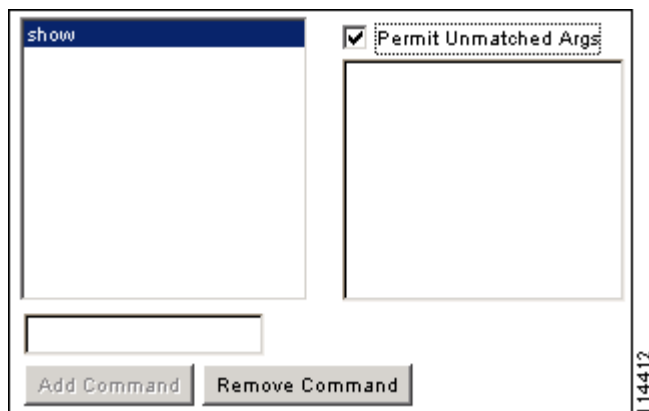 show
Permit Unmatched Args
Add Command
Remove Command
114412